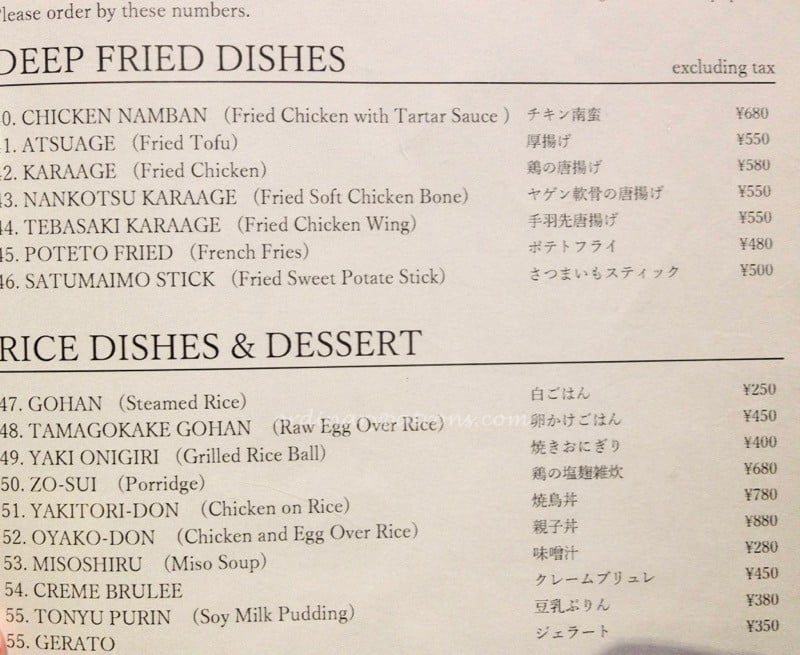 Please order by these numbers.
DEEP FRIED DISHES excluding tax
0. CHICKEN NAMBAN (Fried Chicken with Tartar Sauce ) チキン南蛮 ¥680
1. ATSUAGE (Fried Tofu) 厚揚げ ¥550
42. KARAAGE (Fried Chicken) 鶏の唐揚げ ¥580
43. NANKOTSU KARAAGE (Fried Soft Chicken Bone) ヤゲン軟骨の唐揚げ ¥550
44. TEBASAKI KARAAGE (Fried Chicken Wing) 手羽先唐揚げ ¥550
45. POTETO FRIED (French Fries) ポテトフライ ¥480
46. SATUMAIMO STICK (Fried Sweet Potate Stick) さつまいもスティック ¥500
RICE DISHES & DESSERT
47. GOHAN (Steamed Rice) 白ごはん ¥250
48. TAMAGOKAKE GOHAN (Raw Egg Over Rice) 卵かけごはん ¥450
49. YAKI ONIGIRI (Grilled Rice Ball) 焼きおにぎり ¥400
50. ZO-SUI (Porridge) 鶏の塩麹雑炊 ¥680
51. YAKITORI-DON (Chicken on Rice) 焼鳥丼 ¥780
52. OYAKO-DON (Chicken and Egg Over Rice) 親子丼 ¥880
53. MISOSHIRU (Miso Soup) 味噌汁 ¥280
54. CREME BRULEE クレームブリュレ ¥450
55. TONYU PURIN (Soy Milk Pudding) 豆乳ぷりん ¥380
55. GERATO ジェラート ¥350